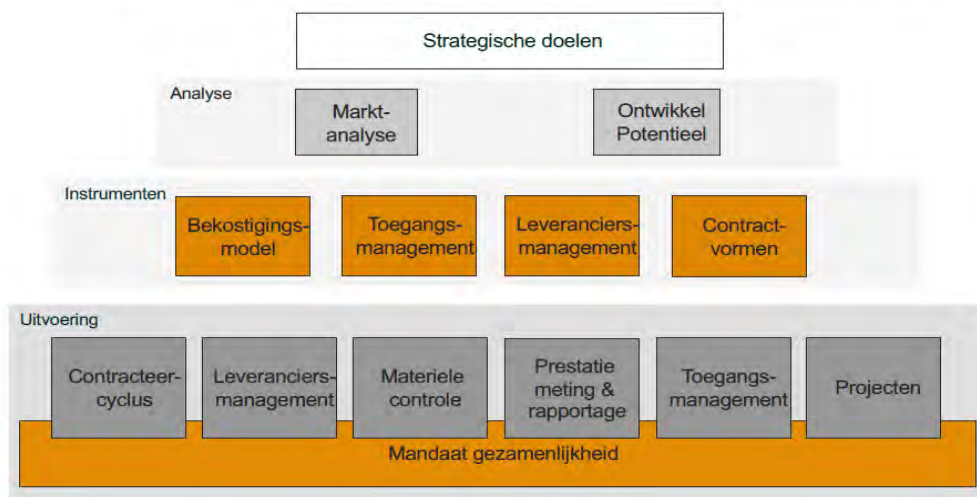 Strategische doelen
Analyse
Markt-
analyse
Ontwikkel
Potentieel
Instrumenten
Bekostigings-
model
Toegangs-
management
Leveranciers-
management
Contract-
vormen
Uitvoering
Contracteer-
cyclus
Leveranciers-
management
Materiele
controle
Prestatie
meting &
rapportage
Toegangs-
management
Projecten
Mandaat gezamenlijkheid